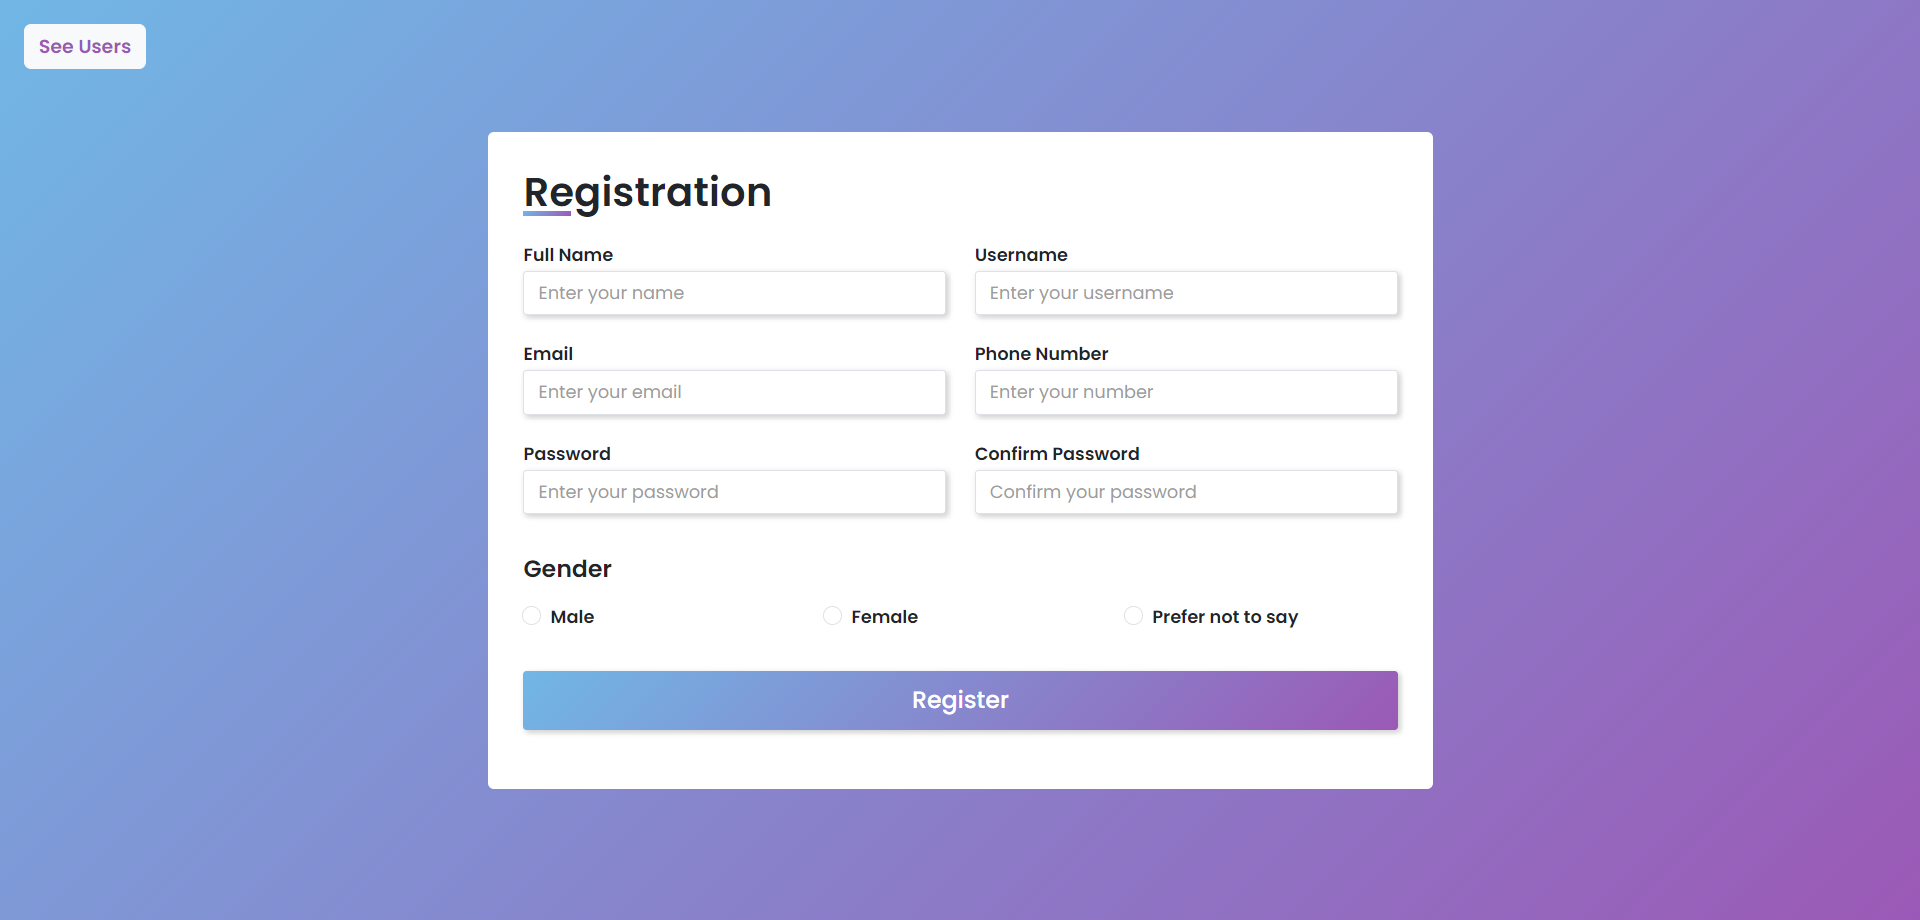 See Users
Registration
Full Name
Username
Enter your name
Enter your username
Email
Phone Number
Enter your email
Enter your number
Password
Confirm Password
Enter your password
Confirm your password
Gender
Male
Female
Prefer not to say
Register